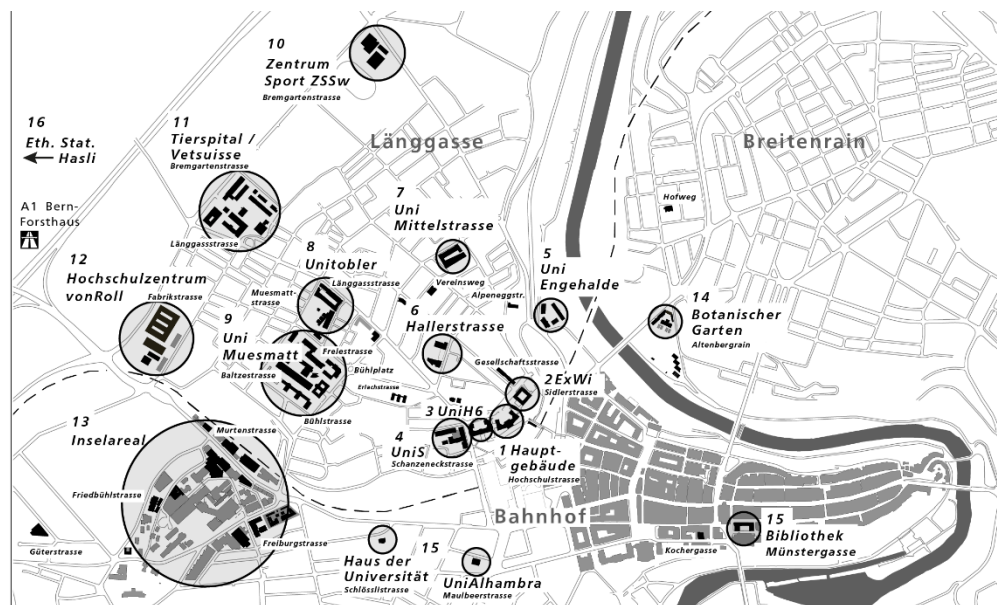 10
Zentrum
Sport ZSSw
Bremgartenstrasse
16
Eth. Stat.
Hasli
11
Tierspital /
Vetsuisse
Bremgartenstrasse
Länggasse
Breitenrain
A1 Bern-
Forsthaus
Länggassstrasse
7
Uni
Mittelstrasse
Vereinsweg
Hofweg
12
Hochschulzentrum
vonRoll
Fabrikstrasse
8
Unitobler
Länggassstrasse
Muesmatt-
strasse
Alpeneggstr.
5
Uni
Engehalde
14
Botanischer
Garten
Altenbergrain
9
Uni
Muesmatt
Baltzestrasse
Freiestrasse
Bühlplatz
Erlachstrasse
Bühlstrasse
6
Hallerstrasse
Gesellschaftsstrasse
2 ExWi
Sidlerstrasse
3 UniH6
4
UniS
Schanzeneckstrasse
1 Haupt-
gebäude
Hochschulstrasse
13
Inselareal
Murtenstrasse
Friedbühlstrasse
Freiburgstrasse
Güterstrasse
Bahnhof
Haus der
Universität
Schlösslistrasse
15
UniAlhambra
Maulbeerstrasse
Kochergasse
15
Bibliothek
Münstergasse